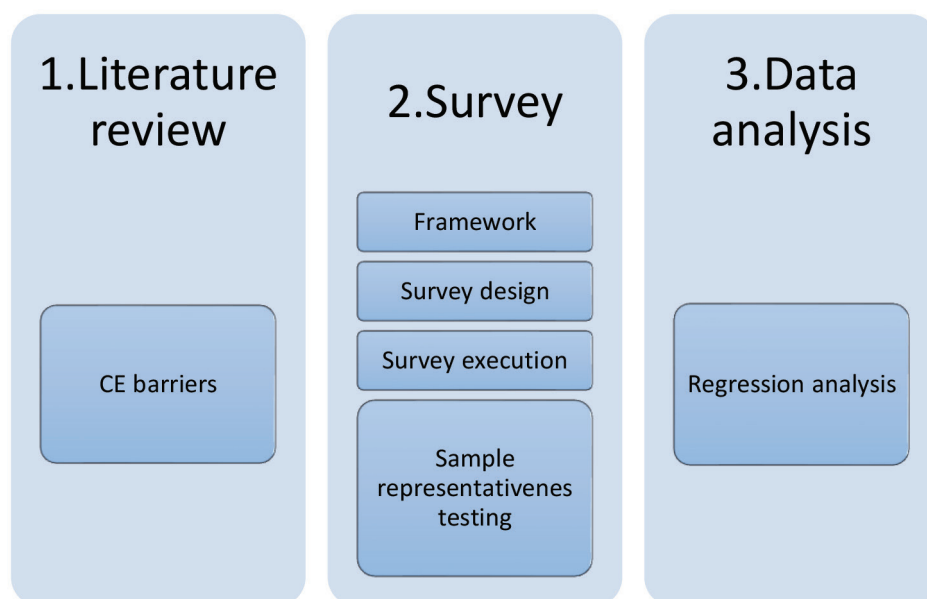 1.Literature
review
CE barriers
2.Survey
Framework
Survey design
Survey execution
Sample
representativenes
testing
3.Data
analysis
Regression analysis